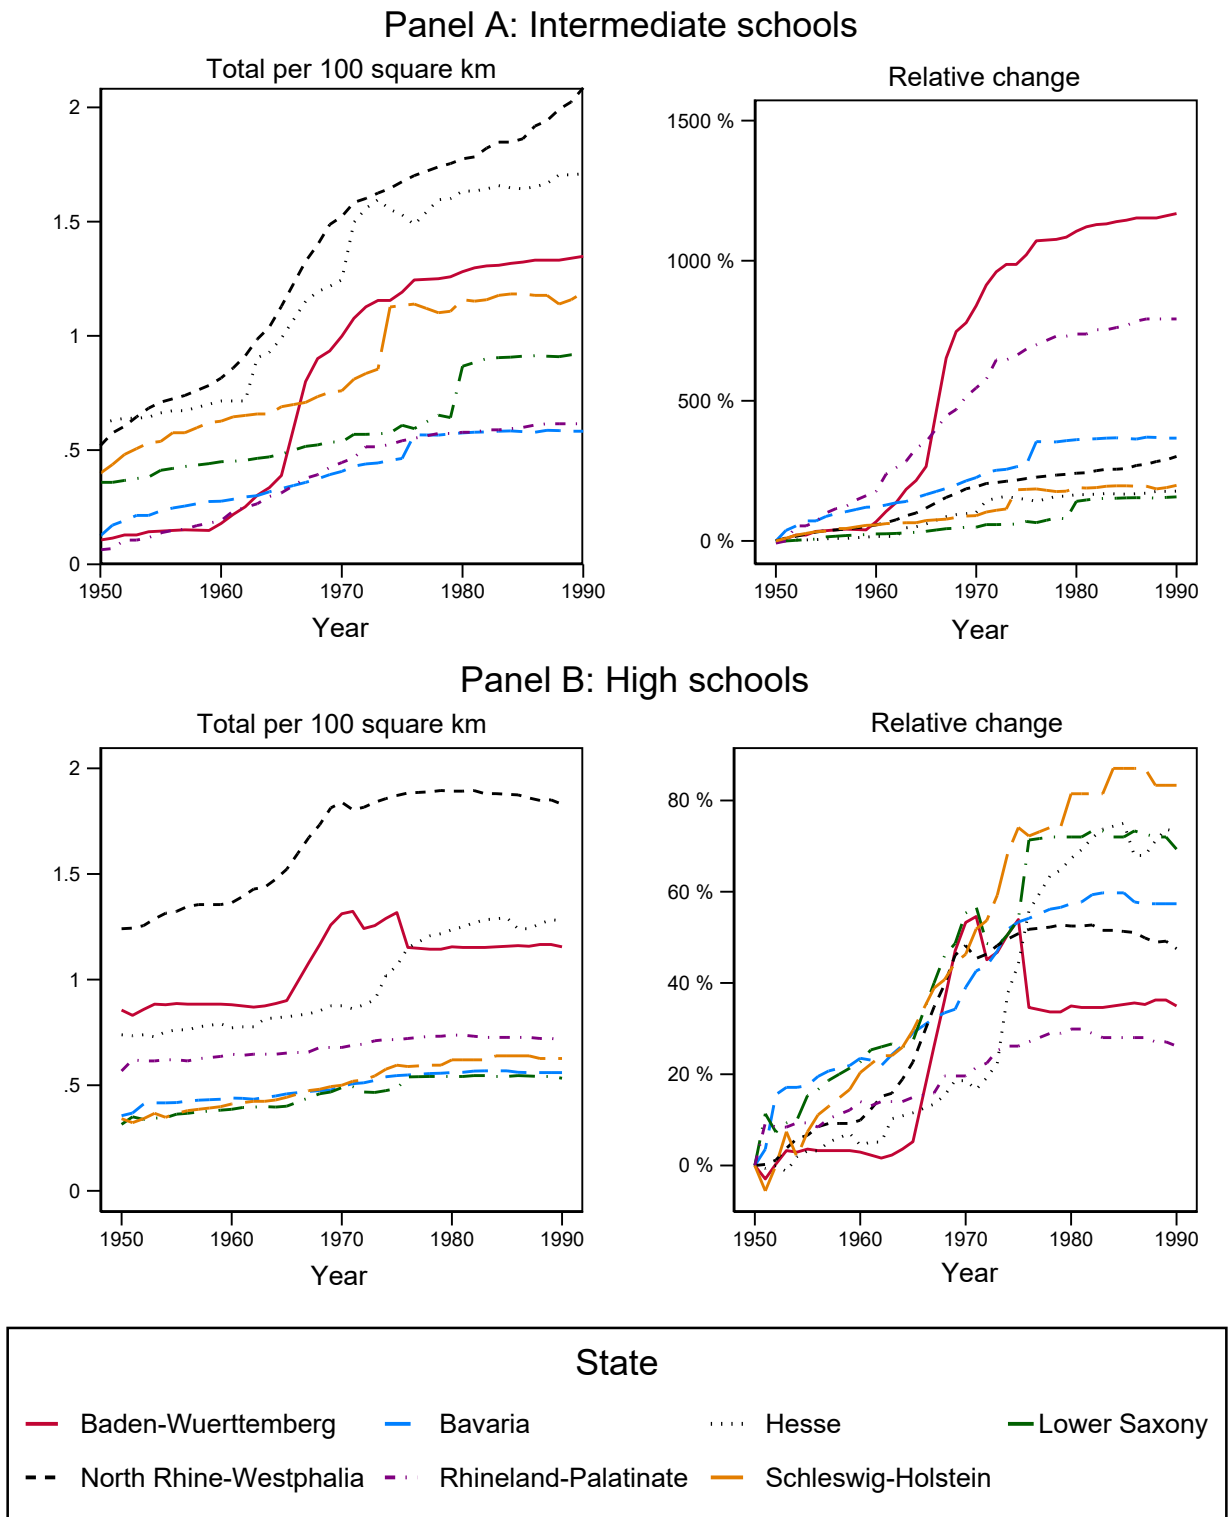 Panel A: Intermediate schools
Total per 100 square km
Relative change
2
1.5
1
.5
0
1950 1960 1970 1980 1990
Year
1500 %
1000 %
500 %
0 %
1950 1960 1970 1980 1990
Year
Panel B: High schools
Total per 100 square km
Relative change
2
1.5
1
.5
0
1950 1960 1970 1980 1990
Year
80 %
60 %
40 %
20 %
0 %
1950 1960 1970 1980 1990
Year
State
Baden-Wuerttemberg Bavaria Hesse Lower Saxony
North Rhine-Westphalia Rhineland-Palatinate Schleswig-Holstein